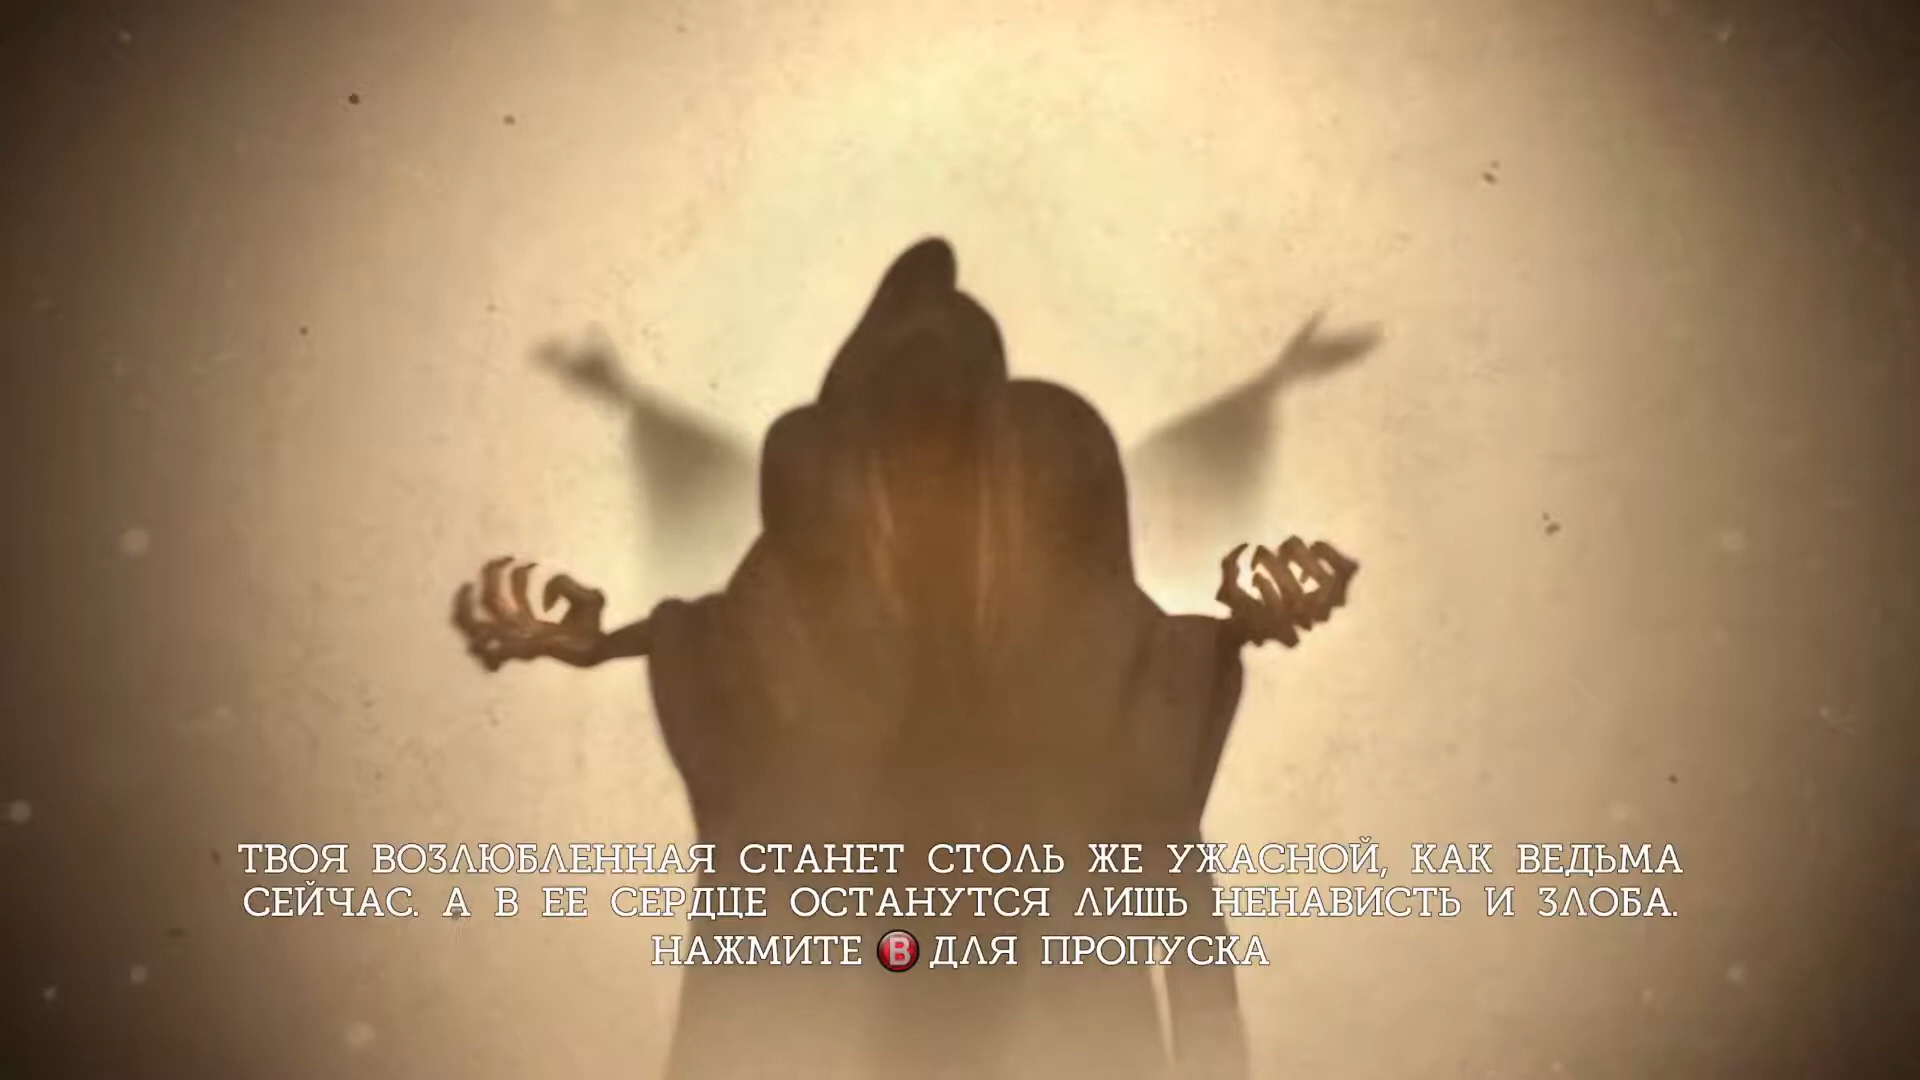 ТВОЯ ВОЗЛЮБЛЕННАЯ СТАНЕТ СТОЛЬ ЖЕ УЖАСНОЙ, КАК ВЕДЬМА
СЕЙЧАС. А В ЕЕ СЕРДЦЕ ОСТАНУТСЯ ЛИШЬ НЕНАВИСТЬ И ЗЛОБА.
НАЖМИТЕ B ДЛЯ ПРОПУСКА